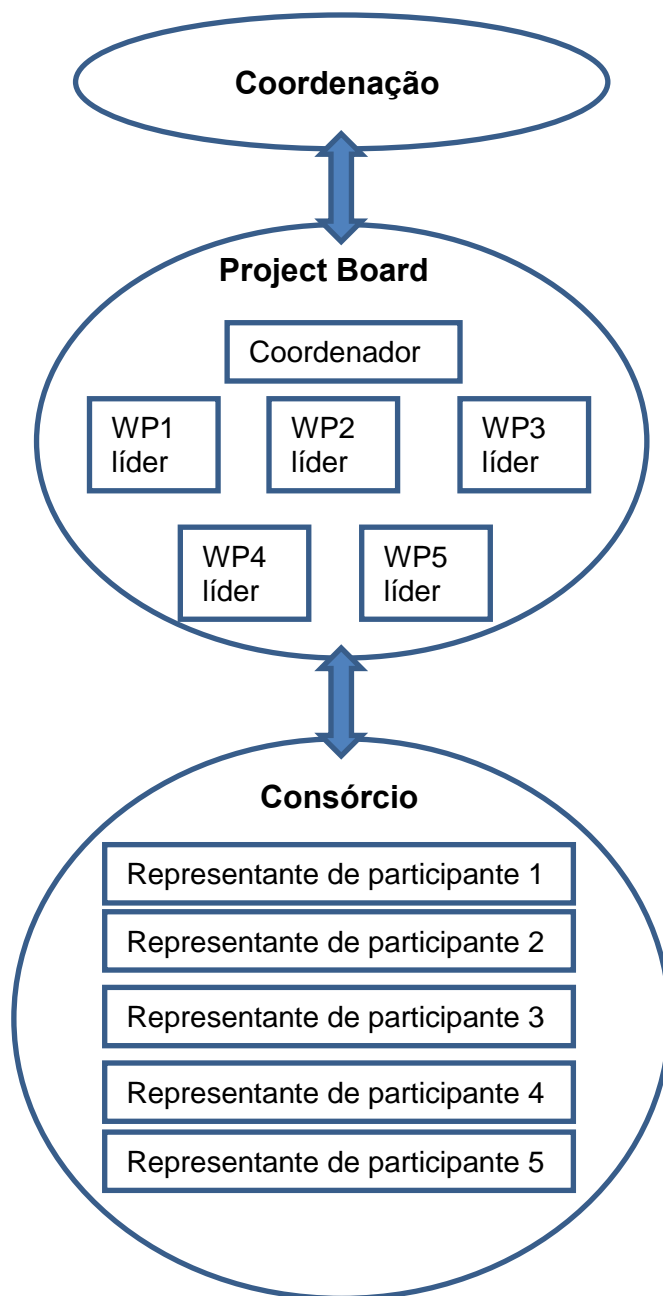 Coordenação
Project Board
Coordenador
WP1
líder
WP2
líder
WP3
líder
WP4
líder
WP5
líder
Consórcio
Representante de participante 1
Representante de participante 2
Representante de participante 3
Representante de participante 4
Representante de participante 5